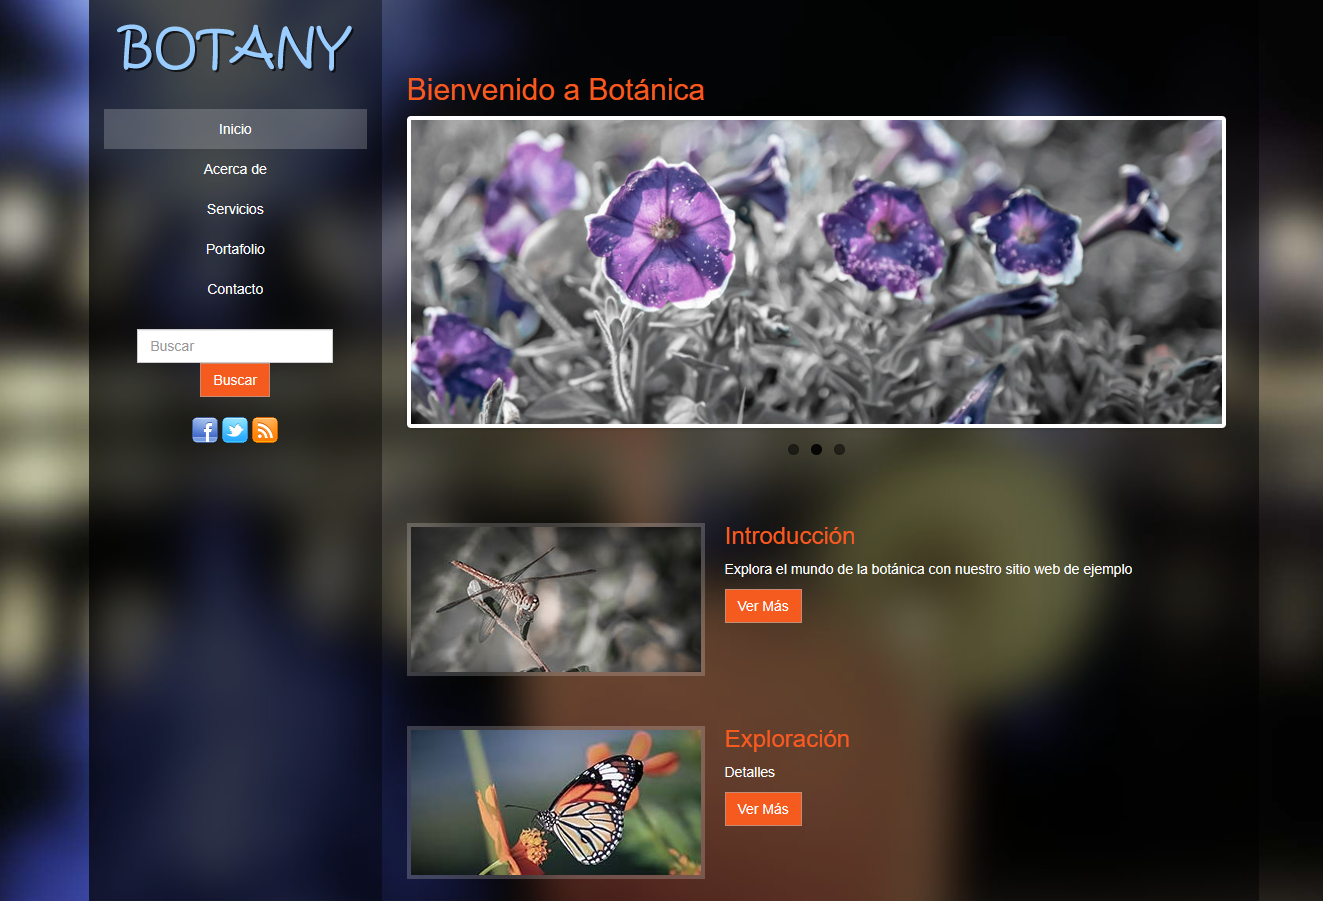 BOTANY
Inicio
Acerca de
Servicios
Portafolio
Contacto
Buscar
Buscar
Bienvenido a Botánica
Introducción
Explora el mundo de la botánica con nuestro sitio web de ejemplo
Ver Más
Exploración
Detalles
Ver Más